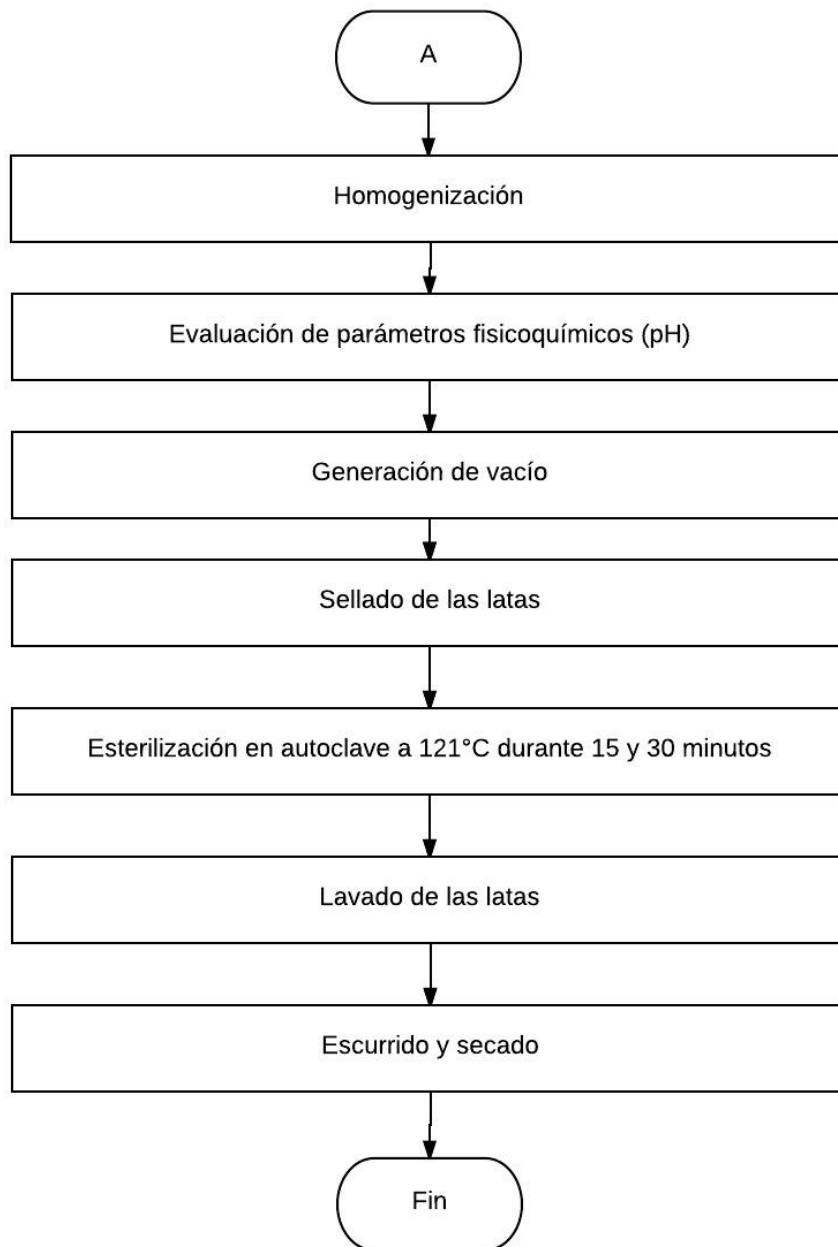 A
Homogenización
Evaluación de parámetros fisicoquímicos (pH)
Generación de vacío
Sellado de las latas
Esterilización en autoclave a 121°C durante 15 y 30 minutos
Lavado de las latas
Escurrido y secado
Fin